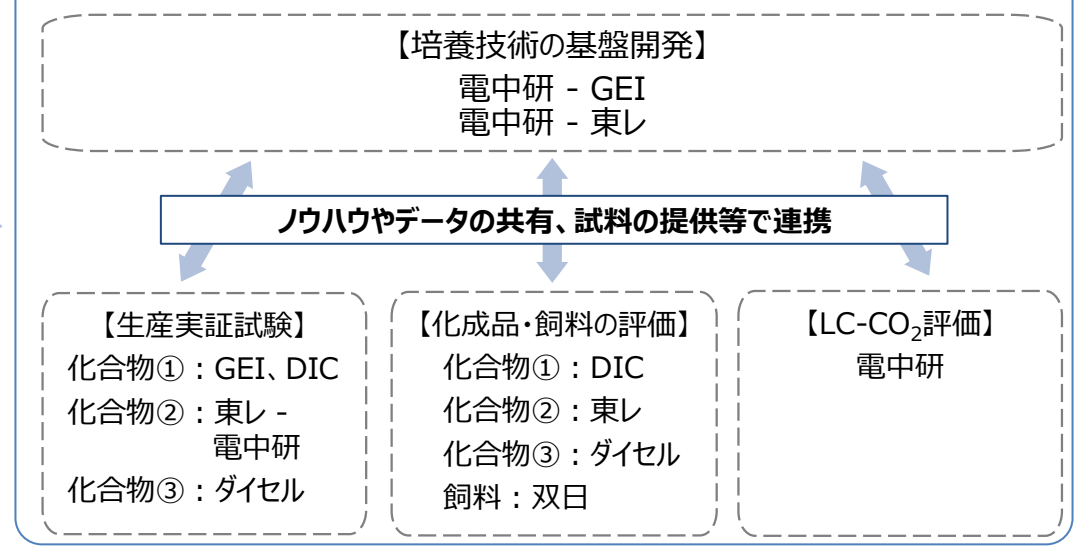 【培養技術の基盤開発】
電中研 - GEI
電中研 - 東レ
ノウハウやデータの共有、試料の提供等で連携
【生産実証試験】
化合物①：GEI、DIC
化合物②：東レ -
電中研
化合物③：ダイセル
【化成品・飼料の評価】
化合物①：DIC
化合物②：東レ
化合物③：ダイセル
飼料：双日
【LC-CO₂評価】
電中研